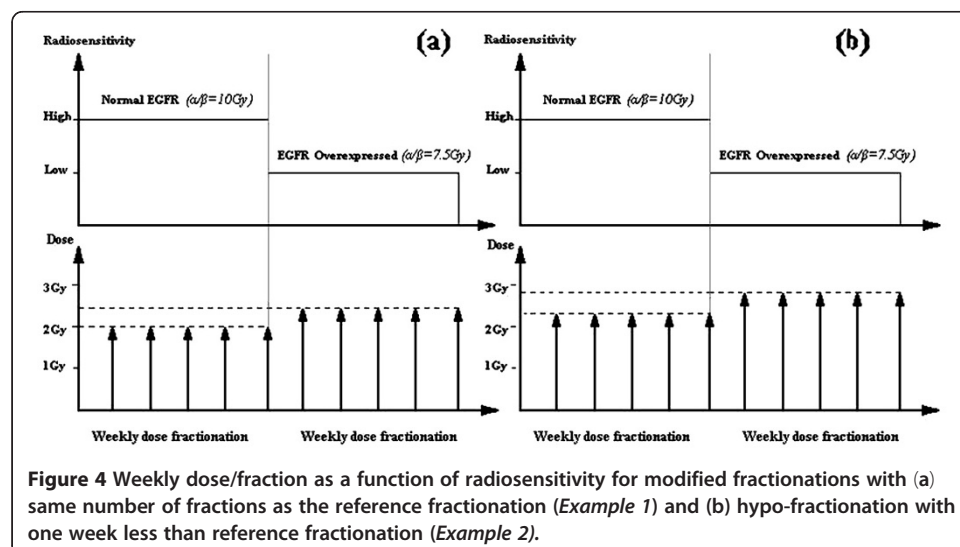 Radiosensitivity
(a)
Normal EGFR (α/β=10Gy)
High
EGFR Overexpressed (α/β=7.5Gy)
Low
Dose
3Gy
2Gy
1Gy
Weekly dose fractionation
Weekly dose fractionation
Radiosensitivity
(b)
Normal EGFR (α/β=10Gy)
High
EGFR Overexpressed (α/β=7.5Gy)
Low
Dose
3Gy
2Gy
1Gy
Weekly dose fractionation
Weekly dose fractionation
Figure 4 Weekly dose/fraction as a function of radiosensitivity for modified fractionations with (a)
same number of fractions as the reference fractionation (Example 1) and (b) hypo-fractionation with
one week less than reference fractionation (Example 2).